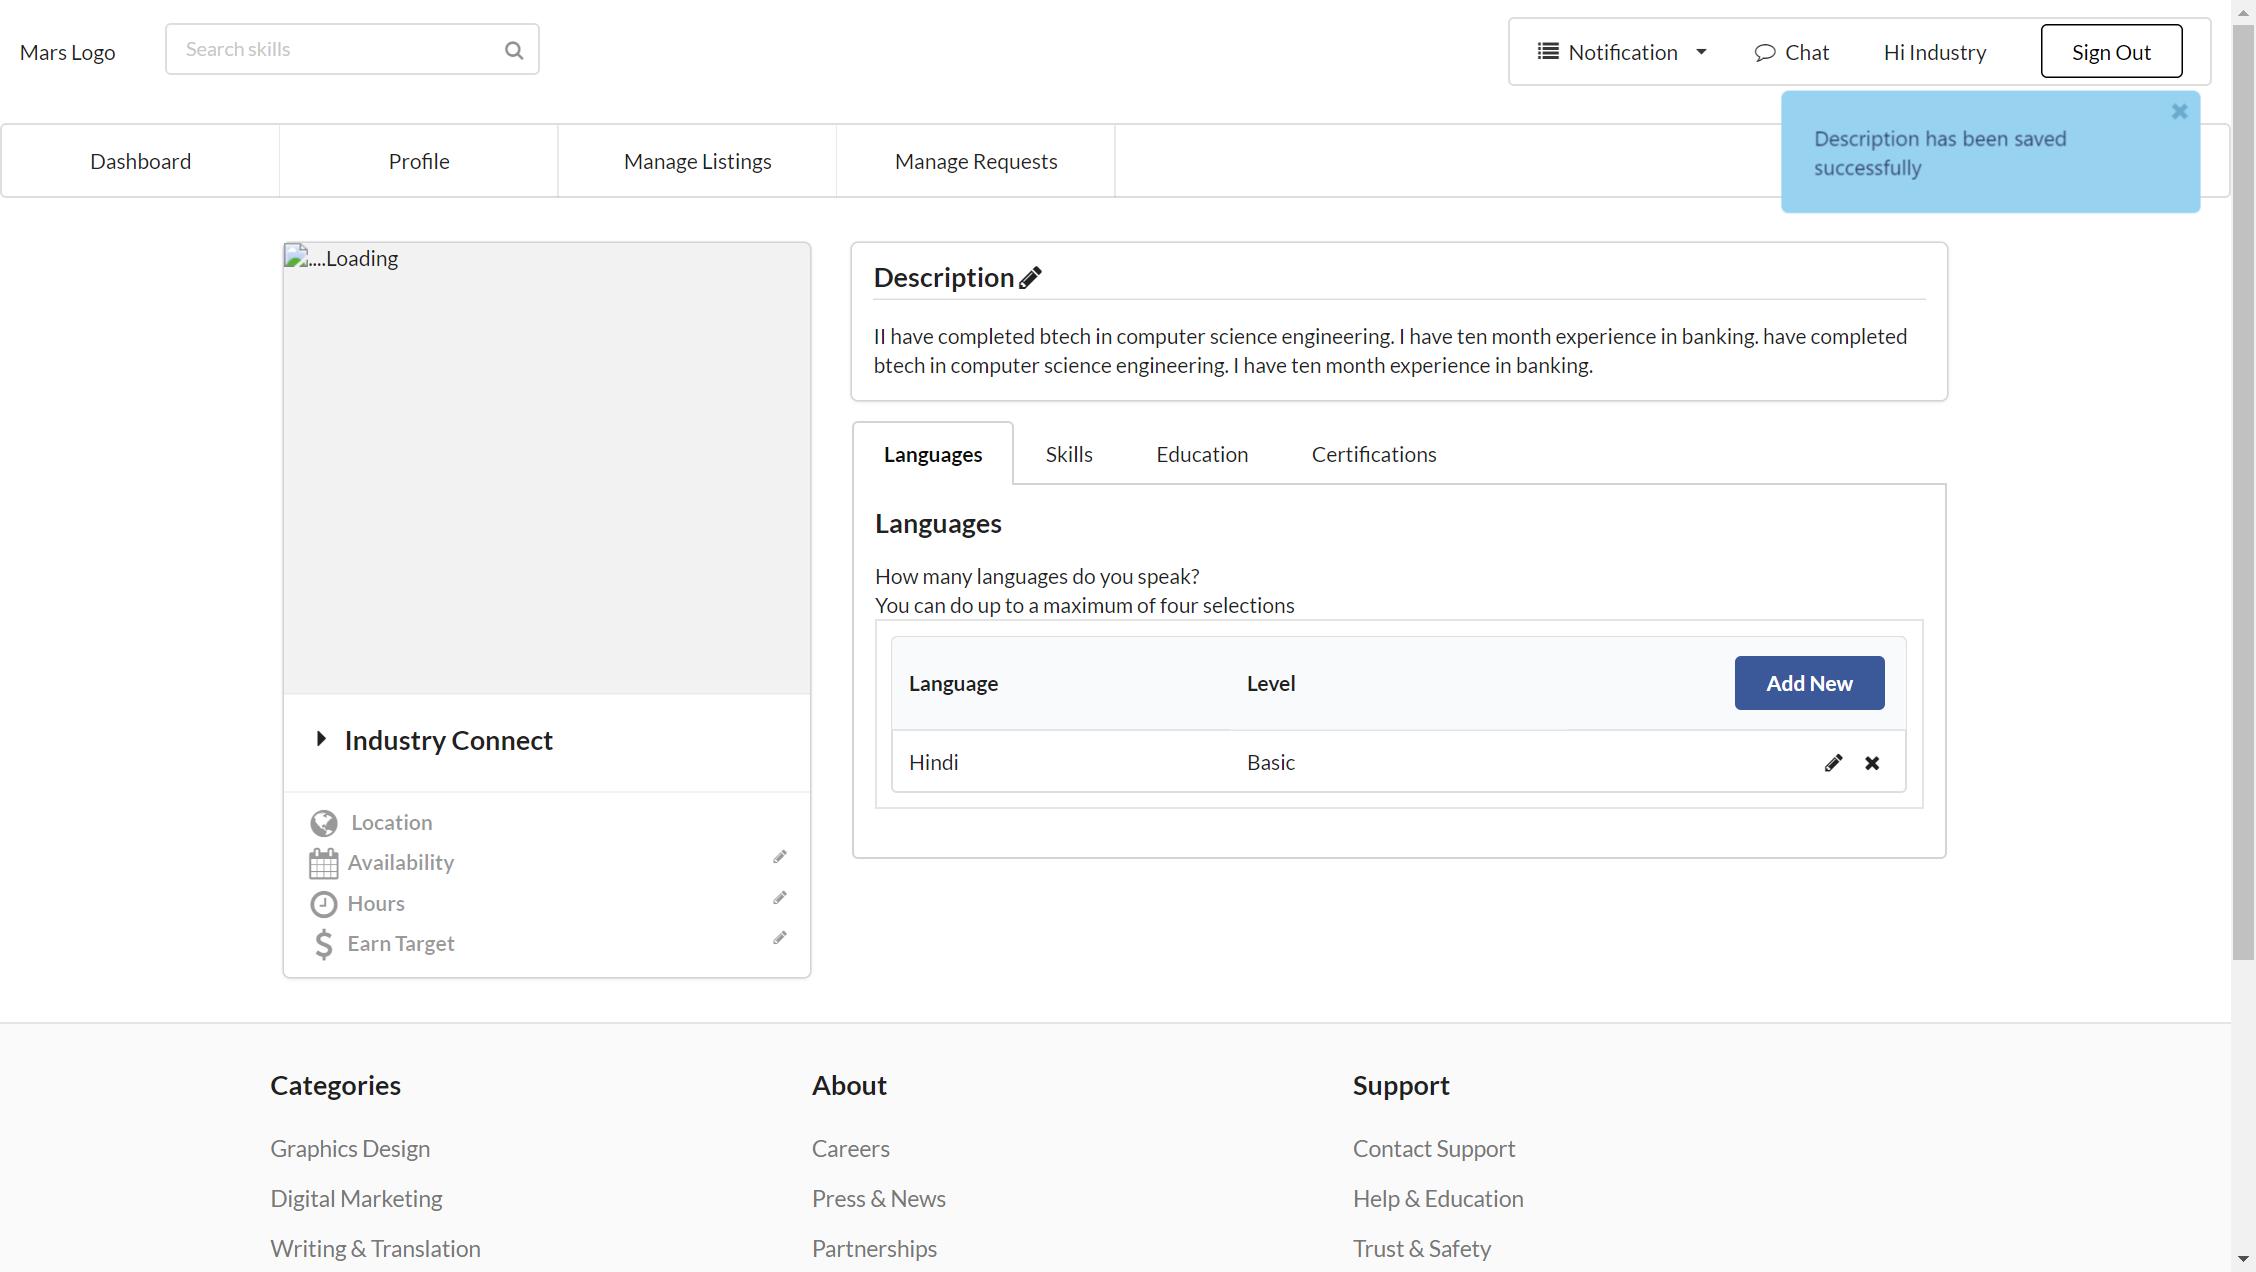 Mars Logo
Search skills
Notification
Chat
Hi Industry
Sign Out
Description has been saved
successfully
Dashboard
Profile
Manage Listings
Manage Requests
....Loading
Industry Connect
Location
Availability
Hours
Earn Target
Description
II have completed btech in computer science engineering. I have ten month experience in banking. have completed
btech in computer science engineering. I have ten month experience in banking.
Languages
Skills
Education
Certifications
Languages
How many languages do you speak?
You can do up to a maximum of four selections
Language
Level
Add New
Hindi
Basic
Categories
Graphics Design
Digital Marketing
Writing & Translation
About
Careers
Press & News
Partnerships
Support
Contact Support
Help & Education
Trust & Safety